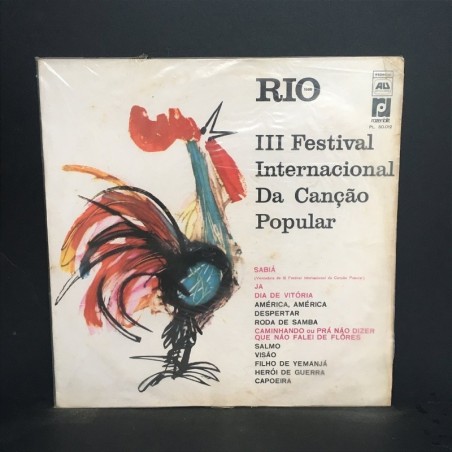 RIO
III Festival
Internacional
Da Canção
Popular
SABIÁ
JA
DIA DE VITÓRIA
AMÉRICA, AMÉRICA
DESPERTAR
RODA DE SAMBA
CAMINHANDO ou PRÁ NÃO DIZER
QUE NÃO FALEI DE FLÔRES
SALMO
VISÃO
FILHO DE YEMANJÁ
HERÓI DE GUERRA
CAPOEIRA